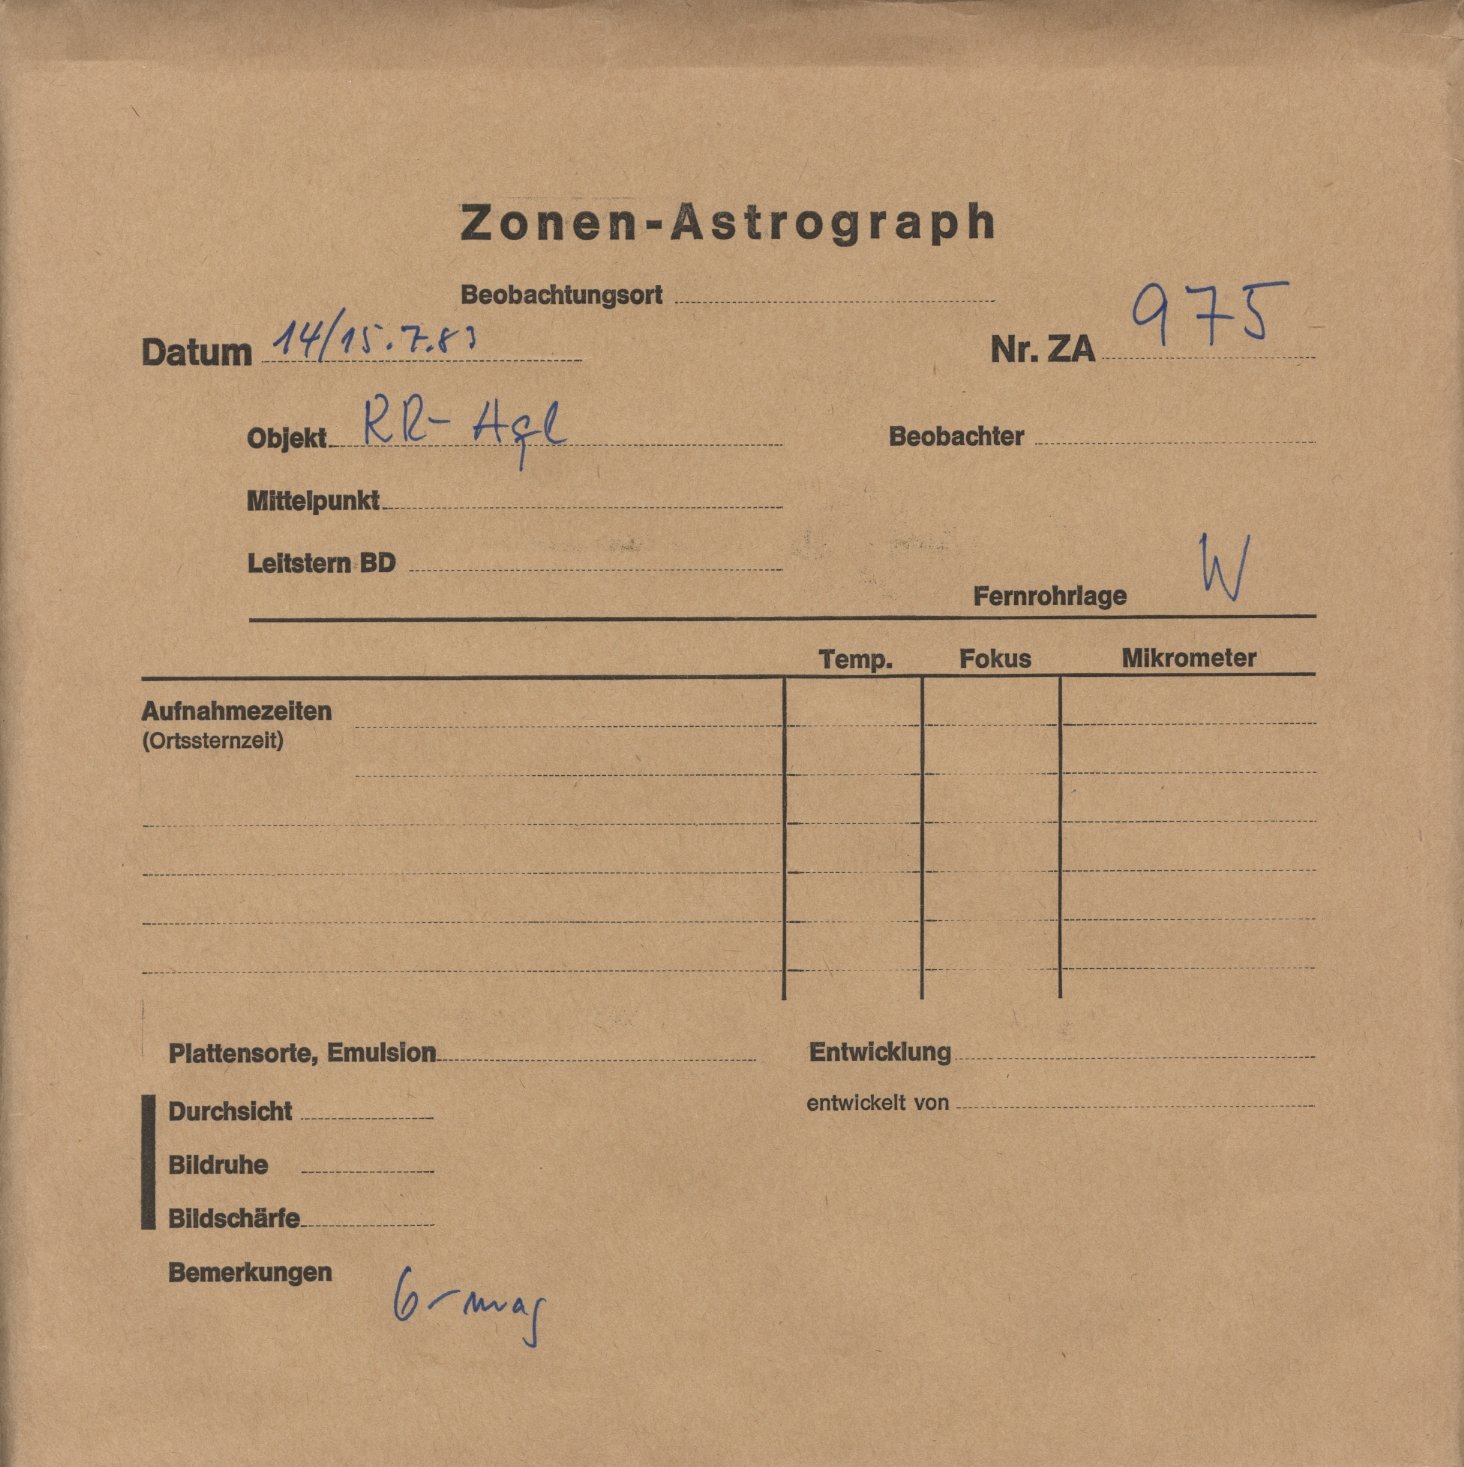 Zonen-Astrograph
Beobachtungsort
Datum 14/15.7.83
Nr. ZA 975
Objekt RR-Aql
Beobachter
Mittelpunkt
Leitstern BD
Fernrohrlage W
Temp. Fokus Mikrometer
Aufnahmezeiten
(Ortssternzeit)
Plattensorte, Emulsion
Entwicklung
Durchsicht
entwickelt von
Bildruhe
Bildschärfe
Bemerkungen
6-mag